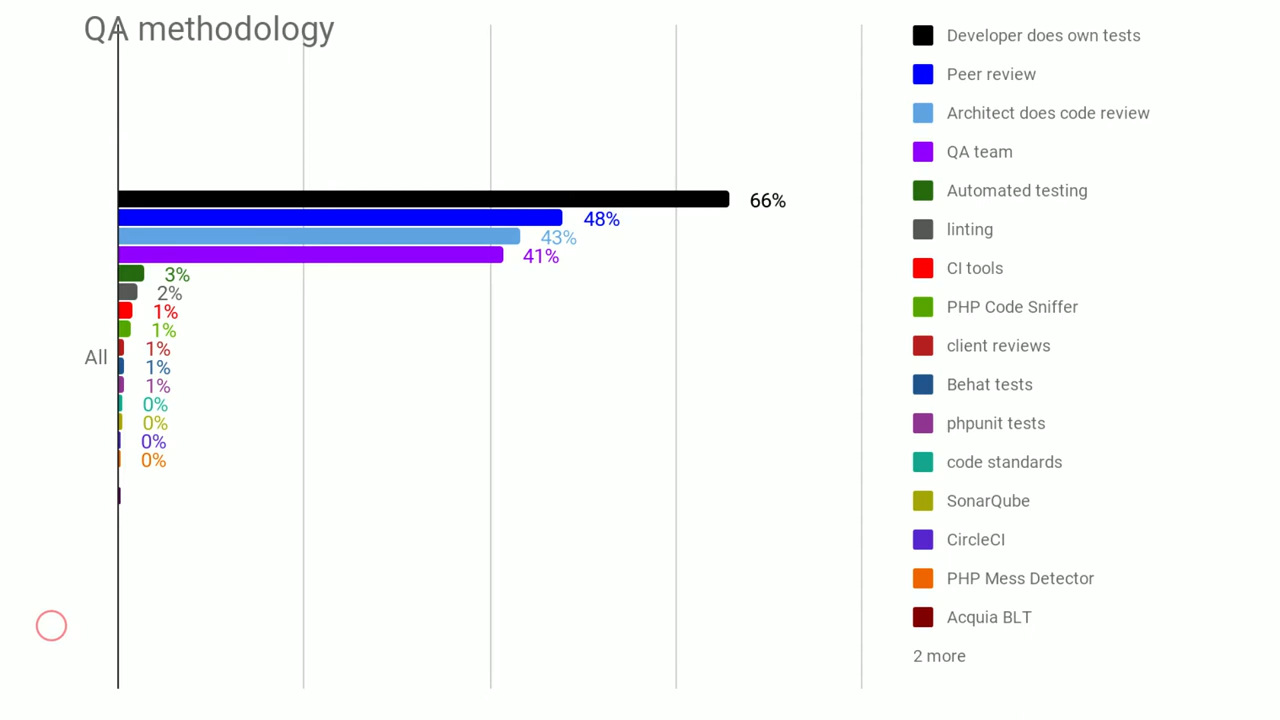 QA methodology
66%
48%
43%
41%
3%
2%
1%
1%
1%
1%
1%
0%
0%
0%
0%
All
Developer does own tests
Peer review
Architect does code review
QA team
Automated testing
linting
CI tools
PHP Code Sniffer
client reviews
Behat tests
phpunit tests
code standards
SonarQube
CircleCI
PHP Mess Detector
Acquia BLT
2 more